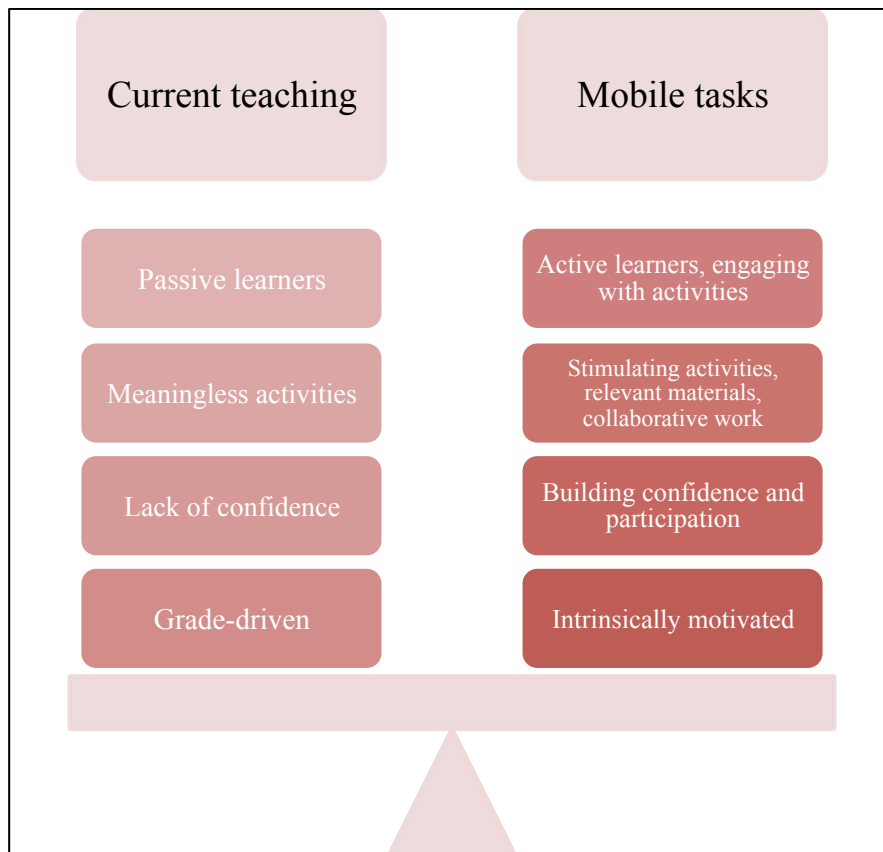 Current teaching
Mobile tasks
Passive learners
Active learners, engaging
with activities
Meaningless activities
Stimulating activities,
relevant materials,
collaborative work
Lack of confidence
Building confidence and
participation
Grade-driven
Intrinsically motivated